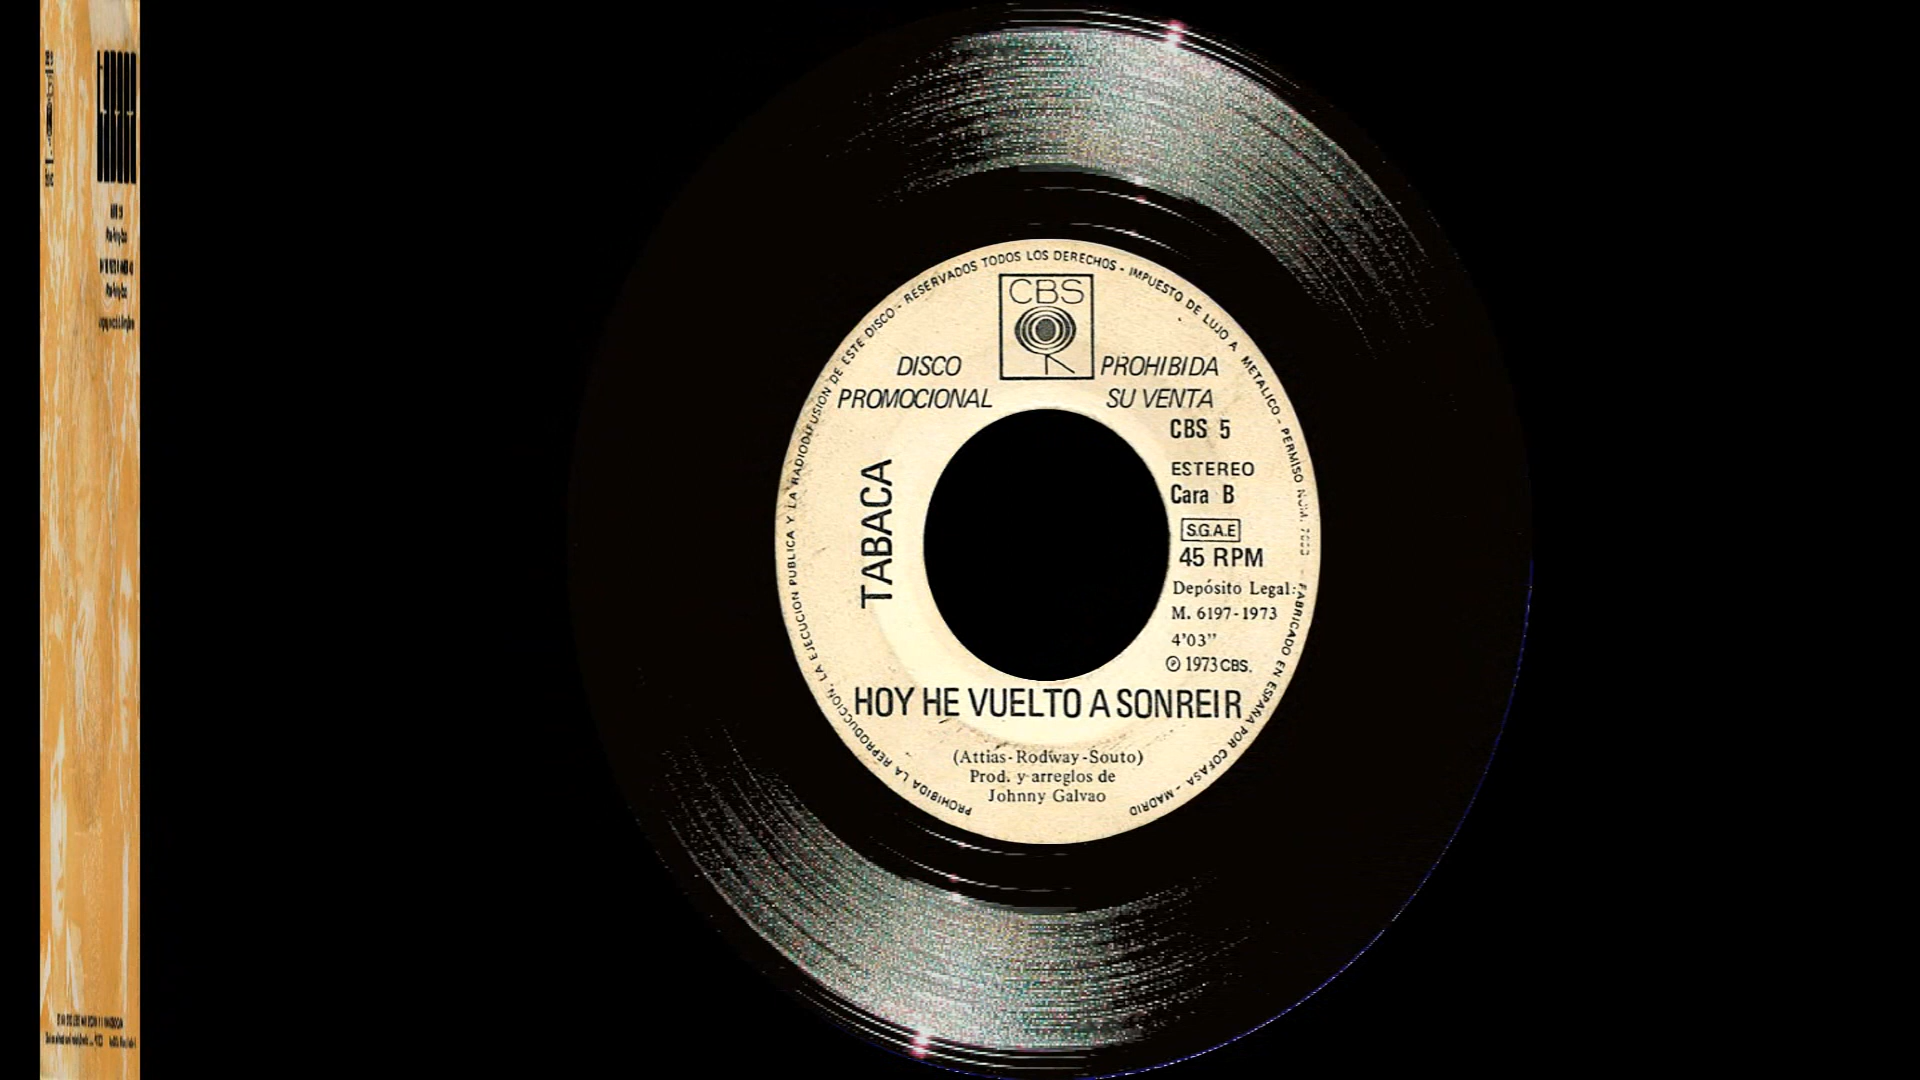 PROHIBIDA LA REPRODUCCION, LA EJECUCION PUBLICA Y LA RADIODIFUSION DE ESTE DISCO - RESERVADOS TODOS LOS DERECHOS - IMPUESTO DE LUJO A METALICO - PERMISO NUM. - FABRICADO EN ESPAÑA POR COFASA - MADRID
CBS
DISCO PROHIBIDA
PROMOCIONAL SU VENTA
CBS 5
ESTEREO
Cara B
S.G.A.E
45 RPM
Depósito Legal:
M. 6197-1973
4'03"
℗ 1973 CBS.
TABACA
HOY HE VUELTO A SONREIR
(Attias-Rodway-Souto)
Prod. y arreglos de
Johnny Galvao